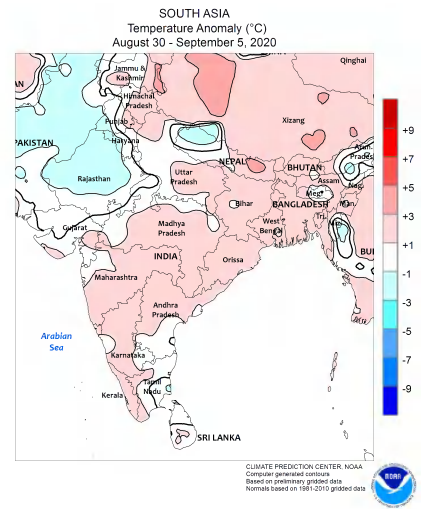 SOUTH ASIA
Temperature Anomaly (°C)
August 30 - September 5, 2020
Qinghai
Jammu &
Kashmir
AN
Himachal
Pradesh
Xizang
Punjab
PAKISTAN
Haryana
Arun.
Prades
NEPAL
BHUTAN
Uttar
Pradesh
Assam
Rajasthan
Nag.
Meg.
Bihar
BANGLADESH
Man.
Tri.
Miz.
Gujarat
Madhya
Pradesh
West
Bengal
INDIA
Orissa
BU
Maharashtra
Andhra
Pradesh
Arabian
Sea
Karnataka
Tamil
Nadu
Kerala
SRI LANKA
+9
+7
+5
+3
+1
-1
-3
-5
-7
-9
CLIMATE PREDICTION CENTER, NOAA
Computer generated contours
Based on preliminary gridded data
Normals based on 1981-2010 gridded data
NOAA